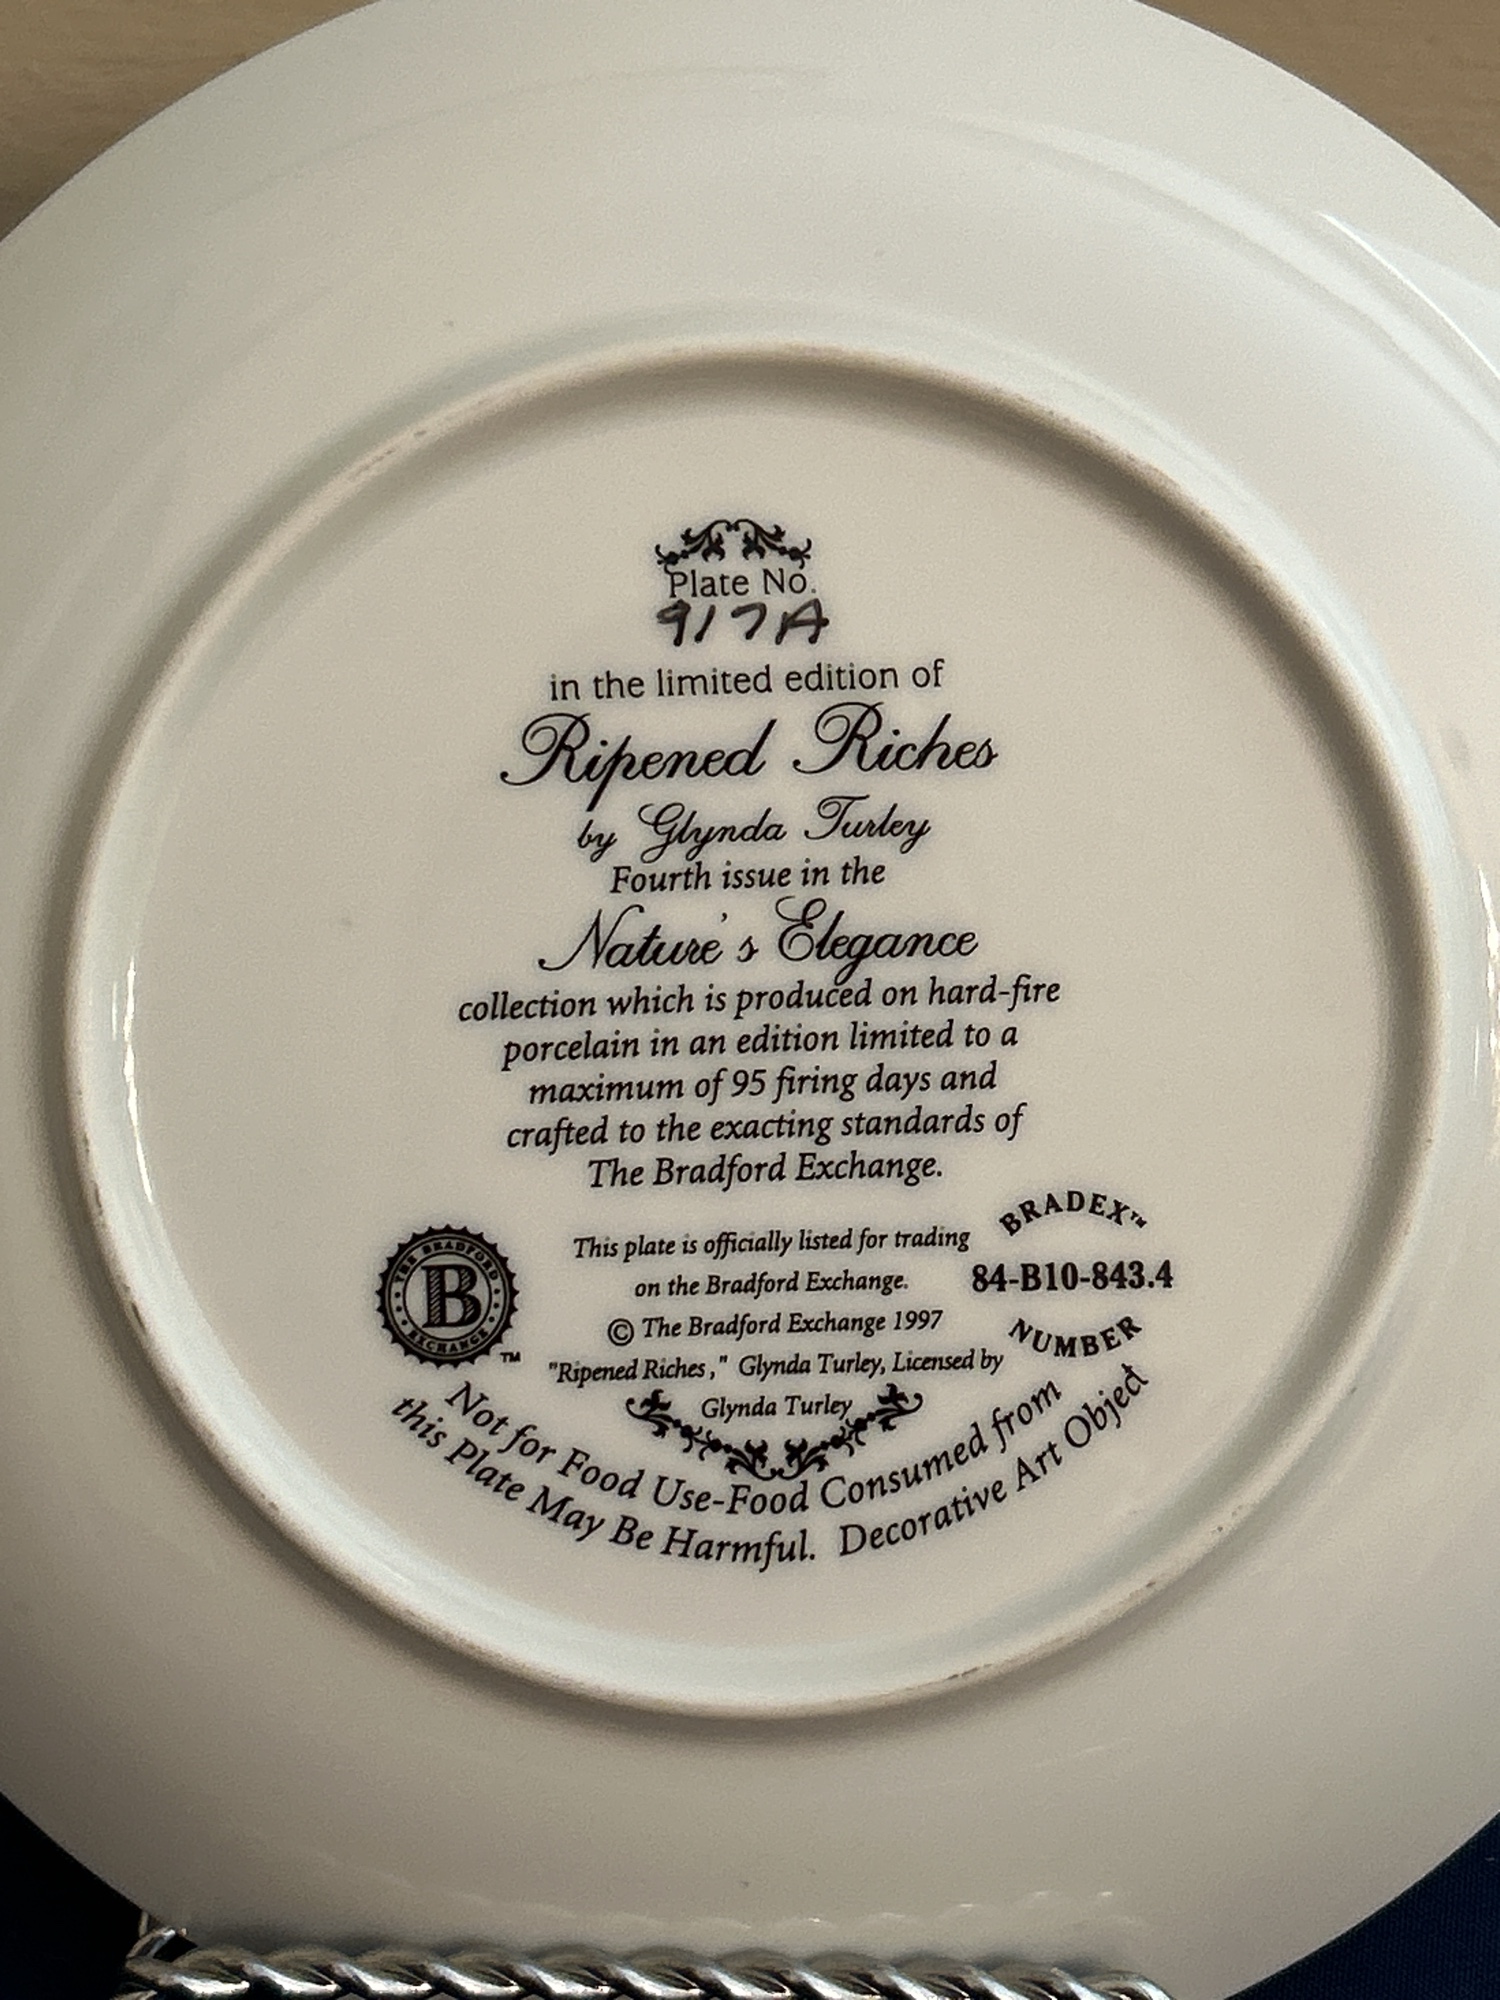 Plate No.
917A
in the limited edition of
Ripened Riches
by Glynda Turley
Fourth issue in the
Nature's Elegance
collection which is produced on hard-fire
porcelain in an edition limited to a
maximum of 95 firing days and
crafted to the exacting standards of
The Bradford Exchange.
THE BRADFORD
B
EXCHANGE
TM
This plate is officially listed for trading
on the Bradford Exchange.
© The Bradford Exchange 1997
"Ripened Riches," Glynda Turley, Licensed by
Glynda Turley
BRADEX™
84-B10-843.4
NUMBER
Not for Food Use-Food Consumed from
this Plate May Be Harmful. Decorative Art Object